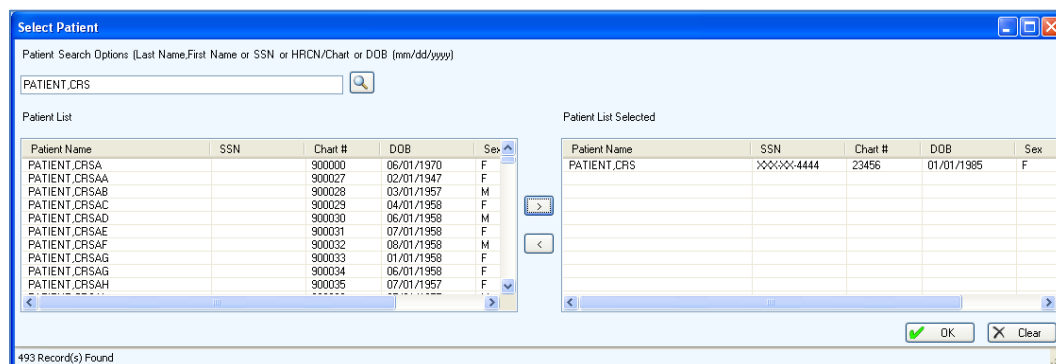 Select Patient
Patient Search Options (Last Name,First Name or SSN or HRCN/Chart or DOB (mm/dd/yyyy)
PATIENT,CRS
Patient List
Patient List Selected
Patient Name SSN Chart # DOB Sex
Patient Name SSN Chart # DOB Sex
PATIENT,CRSA 900000 06/01/1970 F
PATIENT,CRS XXX-XX-4444 23456 01/01/1985 F
PATIENT,CRSAA 900027 02/01/1947 F
PATIENT,CRSAB 900028 03/01/1957 M
PATIENT,CRSAC 900029 04/01/1958 F
PATIENT,CRSAD 900030 06/01/1958 M
PATIENT,CRSAE 900031 07/01/1958 F
>
PATIENT,CRSAF 900032 08/01/1958 M
<
PATIENT,CRSAG 900033 01/01/1958 F
PATIENT,CRSAG 900034 06/01/1958 F
PATIENT,CRSAH 900035 07/01/1957 F
OK
Clear
493 Record(s) Found